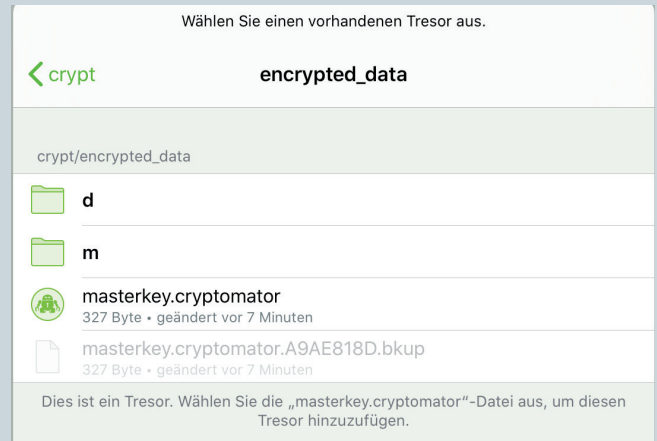 Wählen Sie einen vorhandenen Tresor aus.
crypt
encrypted_data
crypt/encrypted_data
d
m
masterkey.cryptomator
327 Byte • geändert vor 7 Minuten
masterkey.cryptomator.A9AE818D.bkup
327 Byte • geändert vor 7 Minuten
Dies ist ein Tresor. Wählen Sie die „masterkey.cryptomator“-Datei aus, um diesen
Tresor hinzuzufügen.